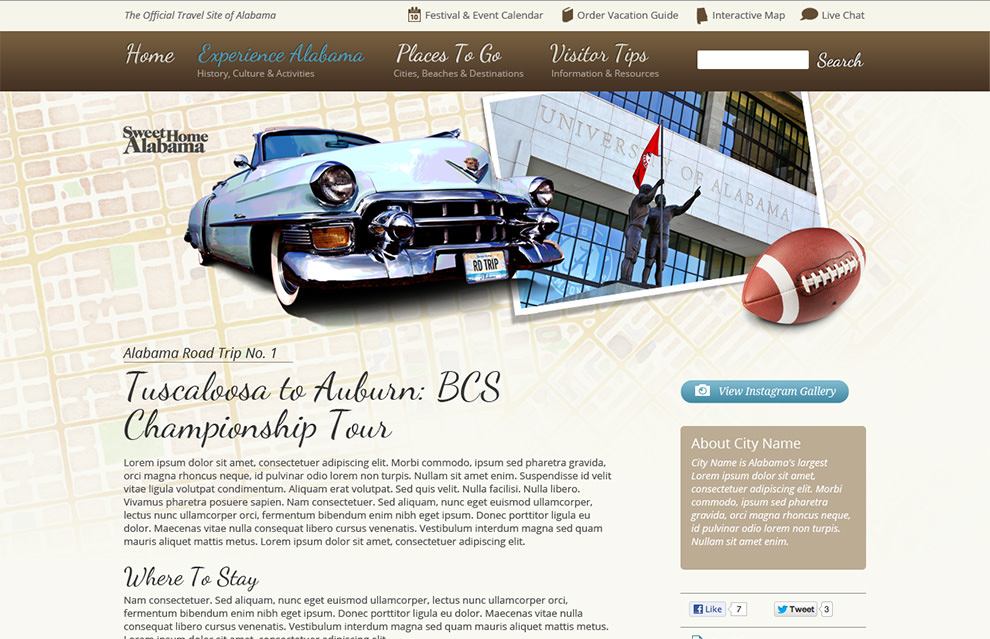 The Official Travel Site of Alabama
10
Festival & Event Calendar
Order Vacation Guide
Interactive Map
Live Chat
Home
Experience Alabama
History, Culture & Activities
Places To Go
Cities, Beaches & Destinations
Visitor Tips
Information & Resources
Search
Sweet Home
Alabama
UNIVERSITY OF ALABAMA
RD TRIP
Alabama Road Trip No. 1
Tuscaloosa to Auburn: BCS
Championship Tour
Lorem ipsum dolor sit amet, consectetuer adipiscing elit. Morbi commodo, ipsum sed pharetra gravida,
orci magna rhoncus neque, id pulvinar odio lorem non turpis. Nullam sit amet enim. Suspendisse id velit
vitae ligula volutpat condimentum. Aliquam erat volutpat. Sed quis velit. Nulla facilisi. Nulla libero.
Vivamus pharetra posuere sapien. Nam consectetuer. Sed aliquam, nunc eget euismod ullamcorper,
lectus nunc ullamcorper orci, fermentum bibendum enim nibh eget ipsum. Donec porttitor ligula eu
dolor. Maecenas vitae nulla consequat libero cursus venenatis. Vestibulum interdum magna sed quam
mauris aliquet mattis metus. Lorem ipsum dolor sit amet, consectetuer adipiscing elit.
Where To Stay
Nam consectetuer. Sed aliquam, nunc eget euismod ullamcorper, lectus nunc ullamcorper orci,
fermentum bibendum enim nibh eget ipsum. Donec porttitor ligula eu dolor. Maecenas vitae nulla
consequat libero cursus venenatis. Vestibulum interdum magna sed quam mauris aliquet mattis metus.
Lorem ipsum dolor sit amet, consectetuer adipiscing elit.
View Instagram Gallery
About City Name
City Name is Alabama's largest
Lorem ipsum dolor sit amet,
consectetuer adipiscing elit. Morbi
commodo, ipsum sed pharetra
gravida, orci magna rhoncus neque,
id pulvinar odio lorem non turpis.
Nullam sit amet enim.
Like 7
Tweet 3